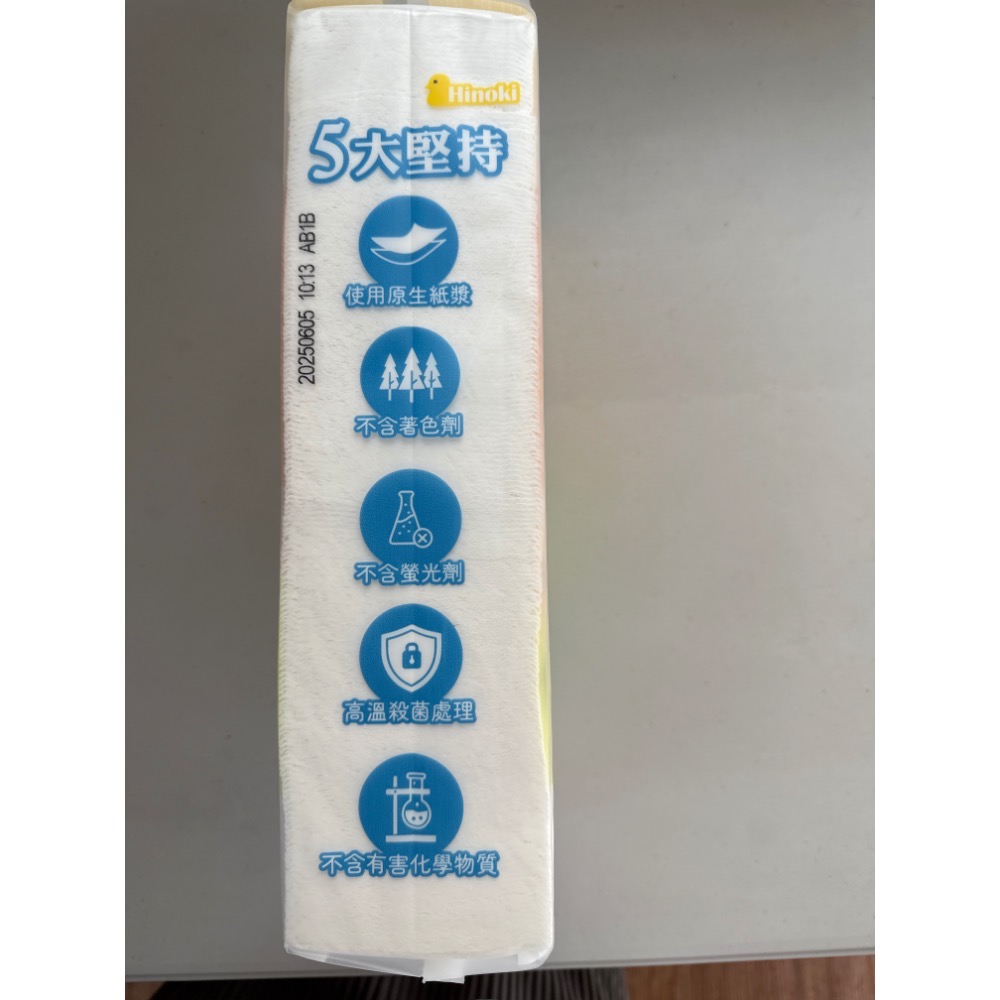 Hinoki
5大堅持
20250605 10:13 AB1B
使用原生紙漿
不含著色劑
不含螢光劑
高溫殺菌處理
不含有害化學物質